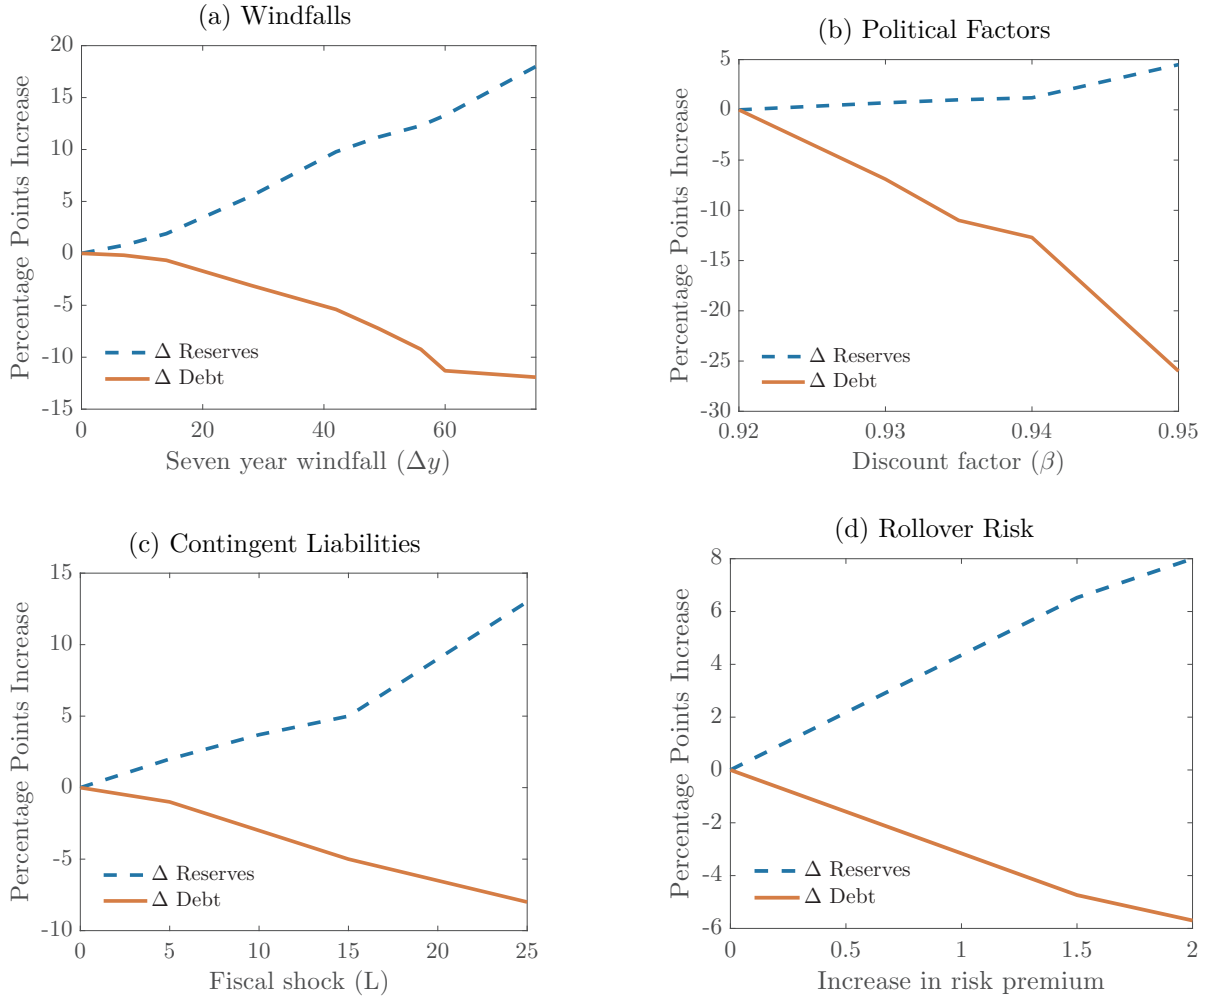 (a) Windfalls
Percentage Points Increase
20
15
10
5
0
-5
-10
-15
Δ Reserves
Δ Debt
0 20 40 60
Seven year windfall (Δy)
(b) Political Factors
Percentage Points Increase
5
0
-5
-10
-15
-20
-25
-30
Δ Reserves
Δ Debt
0.92 0.93 0.94 0.95
Discount factor (β)
(c) Contingent Liabilities
Percentage Points Increase
15
10
5
0
-5
-10
Δ Reserves
Δ Debt
0 5 10 15 20 25
Fiscal shock (L)
(d) Rollover Risk
Percentage Points Increase
8
6
4
2
0
-2
-4
-6
Δ Reserves
Δ Debt
0 0.5 1 1.5 2
Increase in risk premium